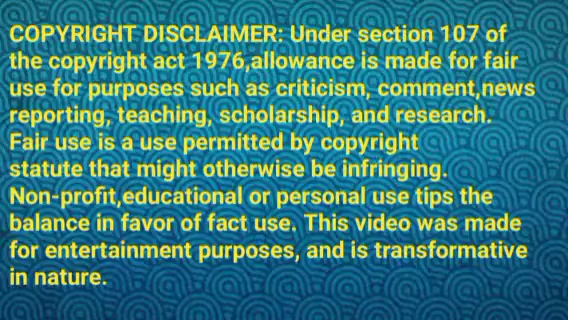 COPYRIGHT DISCLAIMER: Under section 107 of
the copyright act 1976,allowance is made for fair
use for purposes such as criticism, comment,news
reporting, teaching, scholarship, and research.
Fair use is a use permitted by copyright
statute that might otherwise be infringing.
Non-profit,educational or personal use tips the
balance in favor of fact use. This video was made
for entertainment purposes, and is transformative
in nature.